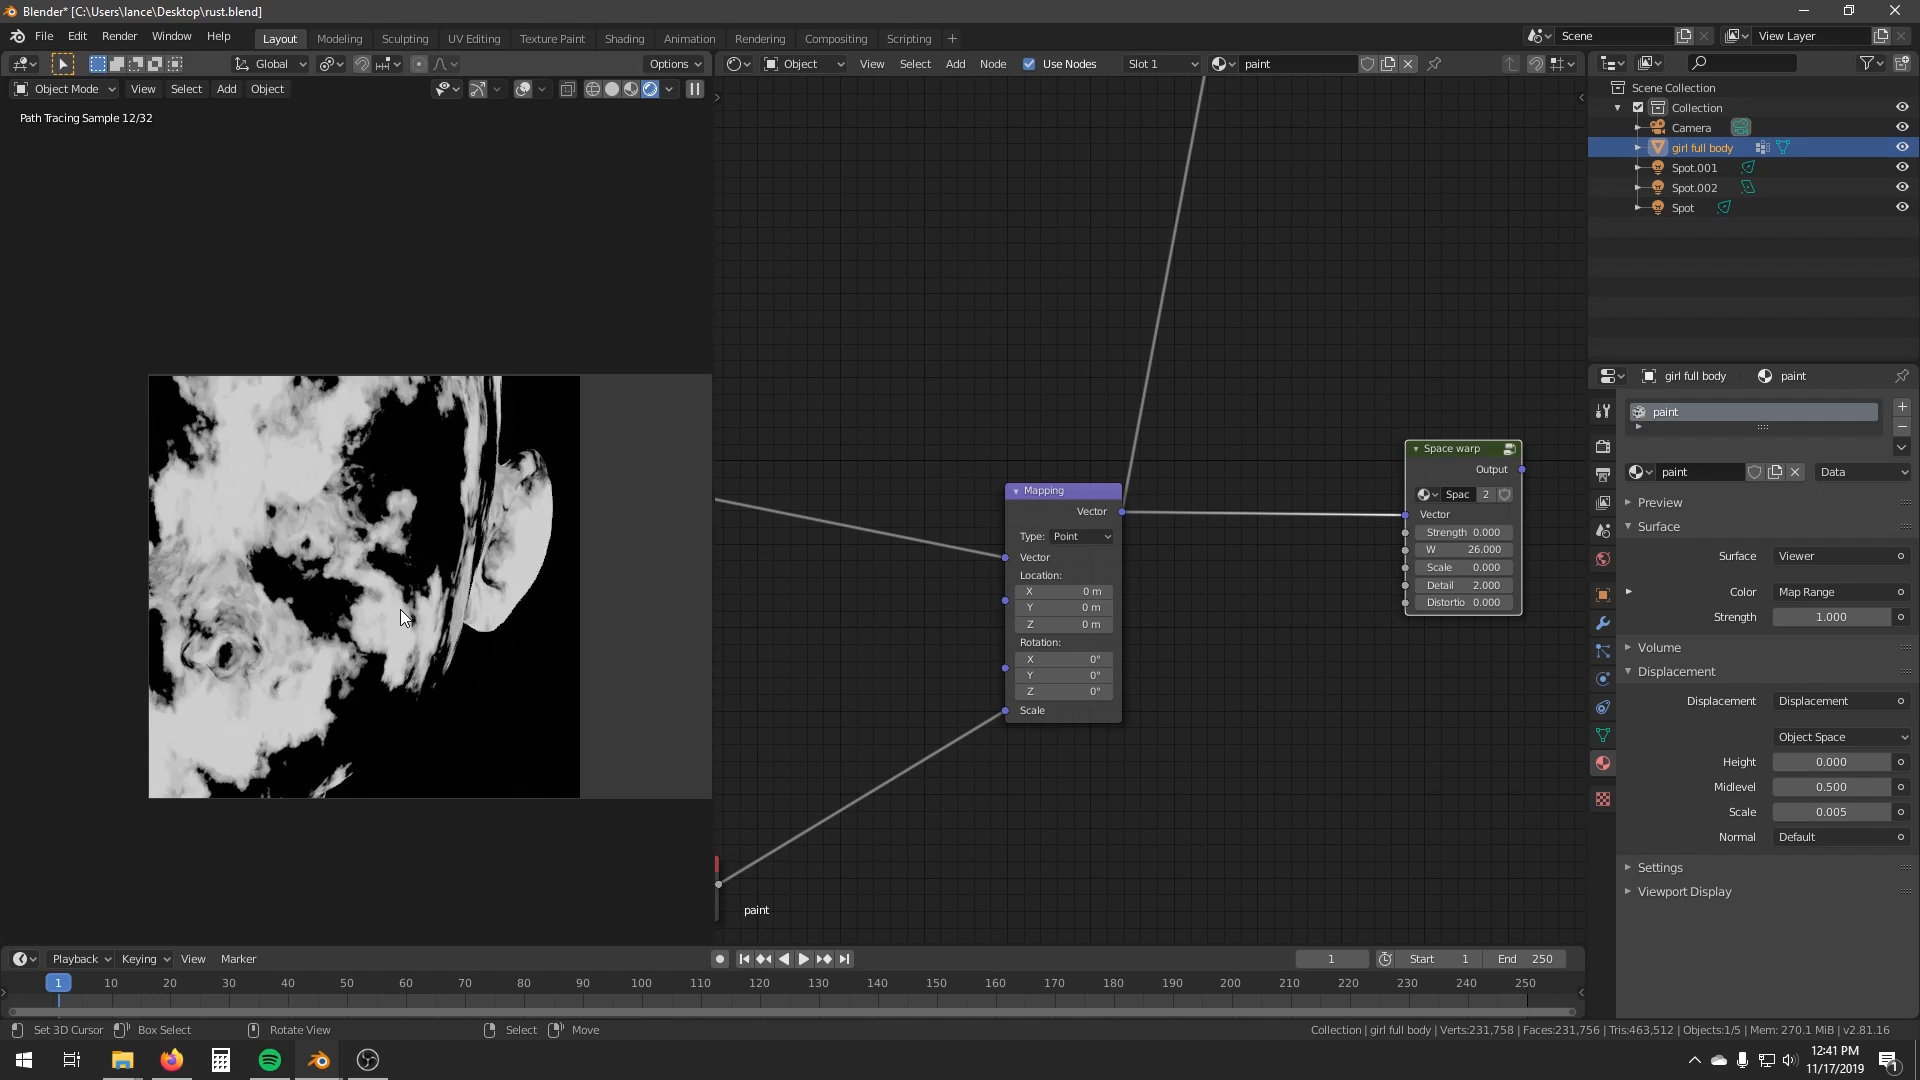 Blender* [C:\Users\lance\Desktop\rust.blend]
File Edit Render Window Help Layout Modeling Sculpting UV Editing Texture Paint Shading Animation Rendering Compositing Scripting Scene View Layer
Global Options Object View Select Add Node Use Nodes Slot 1 paint
Object Mode View Select Add Object
Path Tracing Sample 12/32
Scene Collection
Collection
Camera
girl full body
Spot.001
Spot.002
Spot
Mapping
Vector
Type: Point
Vector
Location:
X 0 m
Y 0 m
Z 0 m
Rotation:
X 0°
Y 0°
Z 0°
Scale
Space warp
Output
Spac 2
Vector
Strength 0.000
W 26.000
Scale 0.000
Detail 2.000
Distortio 0.000
paint
girl full body paint
paint
paint Data
Preview
Surface
Surface Viewer
Color Map Range
Strength 1.000
Volume
Displacement
Displacement Displacement
Object Space
Height 0.000
Midlevel 0.500
Scale 0.005
Normal Default
Settings
Viewport Display
Playback Keying View Marker 1 Start 1 End 250
1 10 20 30 40 50 60 70 80 90 100 110 120 130 140 150 160 170 180 190 200 210 220 230 240 250
Set 3D Cursor Box Select Rotate View Select Move Collection | girl full body | Verts:231,758 | Faces:231,756 | Tris:463,512 | Objects:1/5 | Mem: 270.1 MiB | v2.81.16
12:41 PM
11/17/2019
1